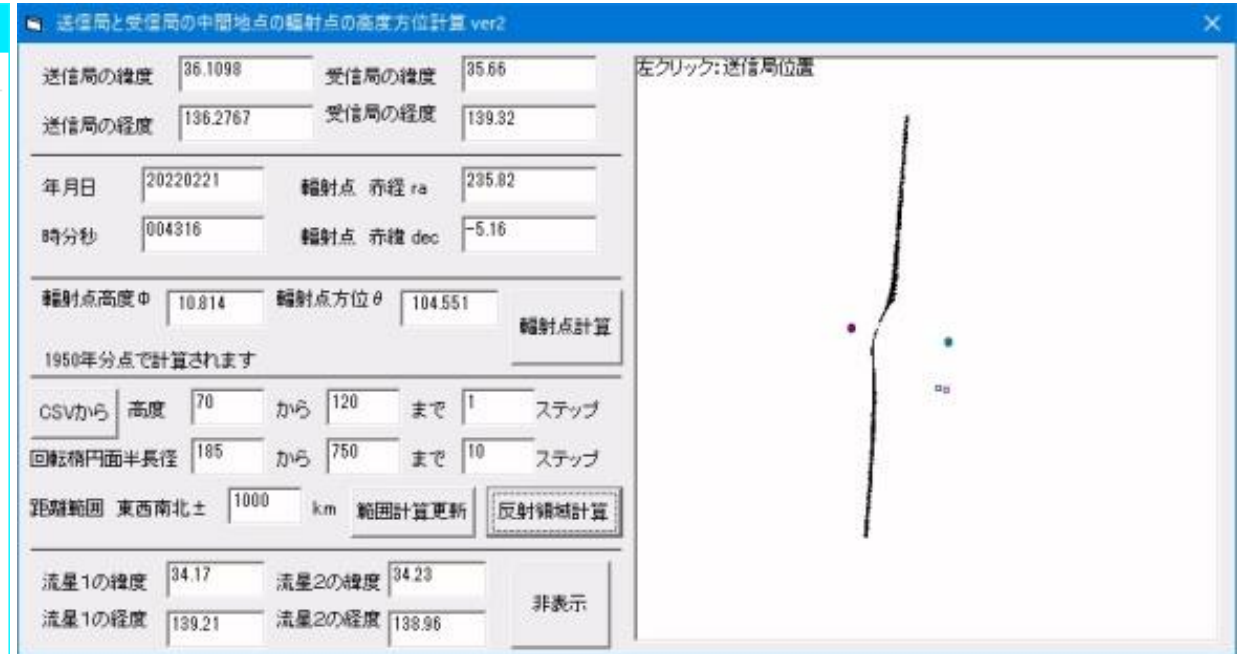 送信局と受信局の中間地点の輻射点の高度方位計算 ver2
送信局の緯度 36.1098 受信局の緯度 35.66
送信局の経度 136.2767 受信局の経度 139.32
年月日 20220221 輻射点 赤経 ra 235.82
時分秒 004316 輻射点 赤緯 dec -5.16
輻射点高度Φ 10.814 輻射点方位θ 104.551 輻射点計算
1950年分点で計算されます
CSVから 高度 70 から 120 まで 1 ステップ
回転楕円面半長径 185 から 750 まで 10 ステップ
距離範囲 東西南北± 1000 km 範囲計算更新 反射領域計算
流星1の緯度 34.17 流星2の緯度 34.23
流星1の経度 139.21 流星2の経度 138.96 非表示
左クリック:送信局位置